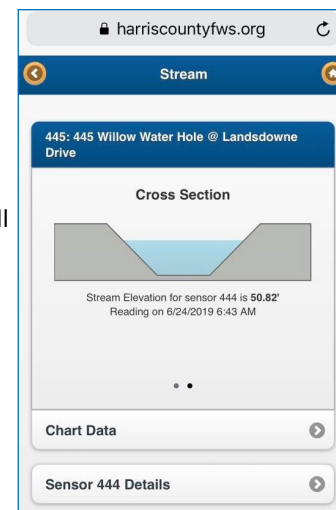 harriscountyfws.org
Stream
445: 445 Willow Water Hole @ Landsdowne
Drive
Cross Section
Stream Elevation for sensor 444 is 50.82'
Reading on 6/24/2019 6:43 AM
Chart Data
Sensor 444 Details